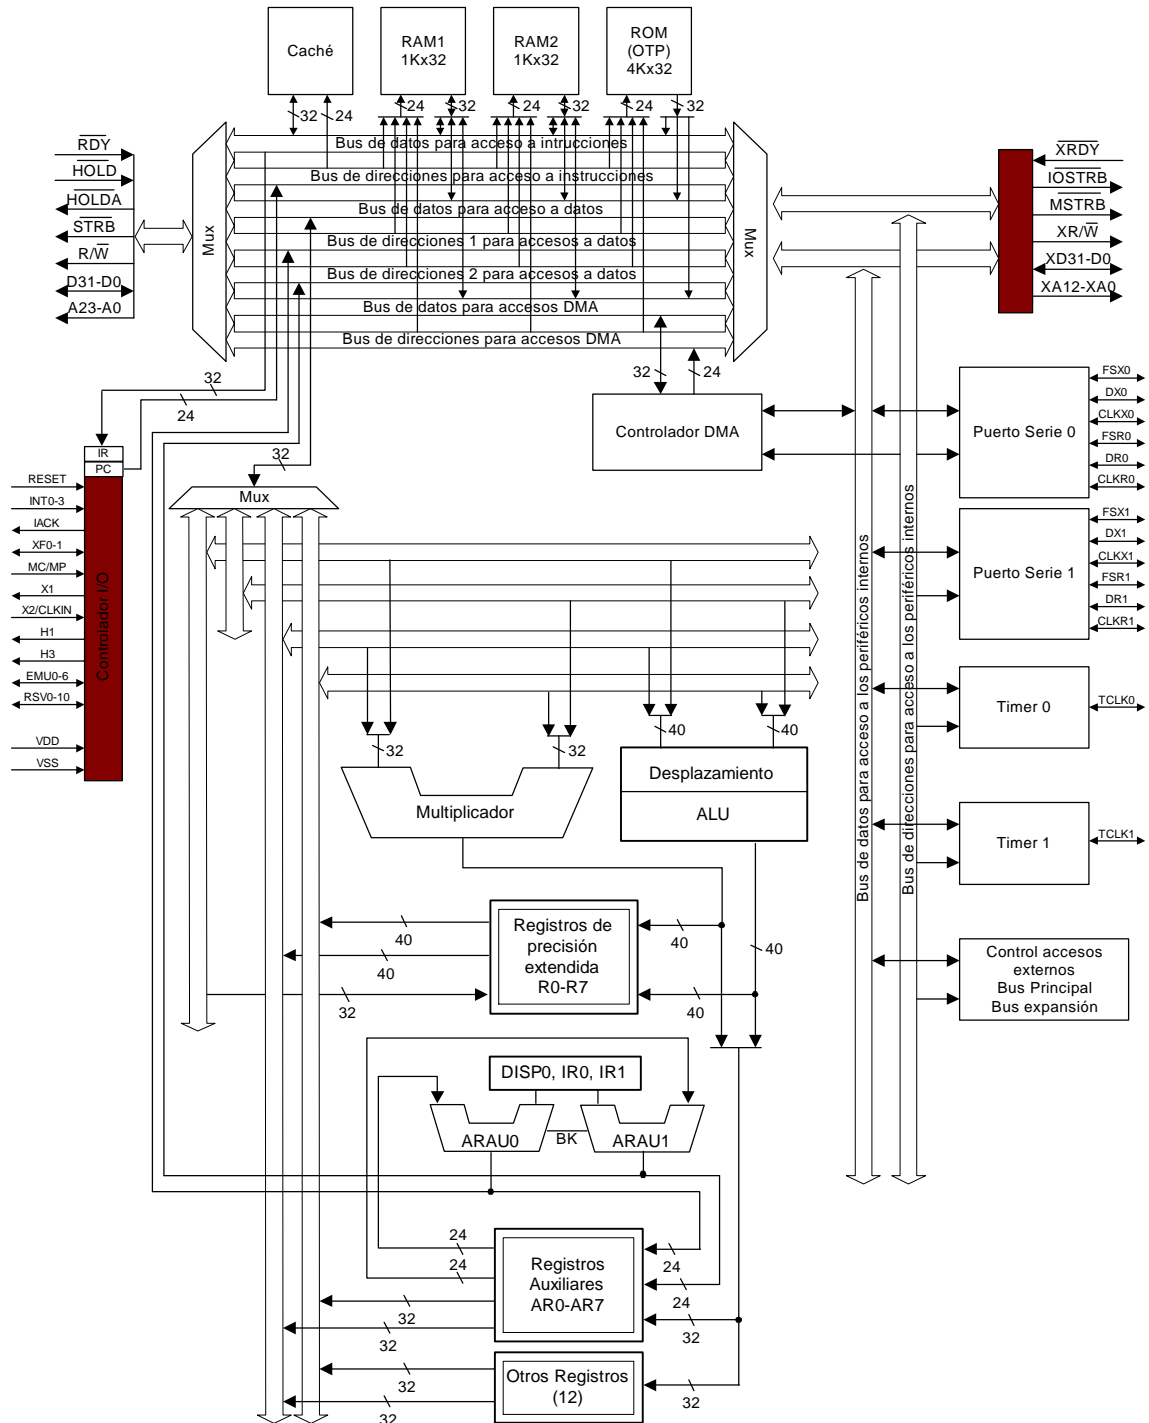 Caché
RAM1
1Kx32
RAM2
1Kx32
ROM
(OTP)
4Kx32
32
24
24
32
24
32
24
32
RDY
HOLD
HOLDA
STRB
R/W
D31-D0
A23-A0
Mux
Bus de datos para acceso a intrucciones
Bus de direcciones para acceso a instrucciones
Bus de datos para acceso a datos
Bus de direcciones 1 para accesos a datos
Bus de direcciones 2 para accesos a datos
Bus de datos para accesos DMA
Bus de direcciones para accesos DMA
Mux
XRDY
IOSTRB
MSTRB
XR/W
XD31-D0
XA12-XA0
32
24
32
24
Controlador DMA
IR
PC
32
Mux
RESET
INT0-3
IACK
XF0-1
MC/MP
X1
X2/CLKIN
H1
H3
EMU0-6
RSV0-10
VDD
VSS
Controlador I/O
Puerto Serie 0
FSX0
DX0
CLKX0
FSR0
DR0
CLKR0
Puerto Serie 1
FSX1
DX1
CLKX1
FSR1
DR1
CLKR1
Bus de datos para acceso a los periféricos internos
Bus de direcciones para acceso a los periféricos internos
Timer 0
TCLK0
Timer 1
TCLK1
Control accesos
externos
Bus Principal
Bus expansión
32
32
40
40
Multiplicador
Desplazamiento
ALU
Registros de
precisión
extendida
R0-R7
40
40
32
40
40
40
DISP0, IR0, IR1
ARAU0
BK
ARAU1
Registros
Auxiliares
AR0-AR7
24
24
32
32
24
24
32
Otros Registros
(12)
32
32
32